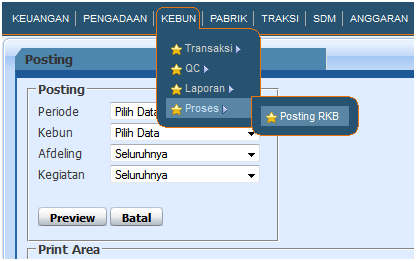 KEUANGAN | PENGADAAN | KEBUN | PABRIK | TRAKSI | SDM | ANGGARAN
Transaksi
QC
Laporan
Proses
Posting RKB
Posting
Posting
Periode Pilih Data
Kebun Pilih Data
Afdeling Seluruhnya
Kegiatan Seluruhnya
Preview Batal
Print Area